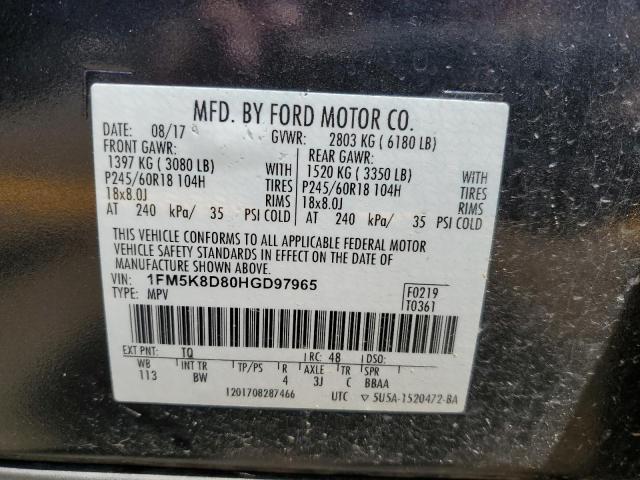 MFD. BY FORD MOTOR CO.
DATE: 08/17 GVWR: 2803 KG ( 6180 LB)
FRONT GAWR: REAR GAWR:
1397 KG ( 3080 LB) WITH 1520 KG ( 3350 LB) WITH
P245/60R18 104H TIRES P245/60R18 104H TIRES
18x8.0J RIMS 18x8.0J RIMS
AT 240 kPa/ 35 PSI COLD AT 240 kPa/ 35 PSI COLD
THIS VEHICLE CONFORMS TO ALL APPLICABLE FEDERAL MOTOR
VEHICLE SAFETY STANDARDS IN EFFECT ON THE DATE OF
MANUFACTURE SHOWN ABOVE.
VIN: 1FM5K8D80HGD97965 F0219
TYPE: MPV T0361
EXT PNT: TQ RC: 48 DSO:
WB INT TR TP/PS R AXLE TR SPR
113 BW 4 3J C BBAA
1201708287466 UTC ▽ 5U5A-1520472-BA